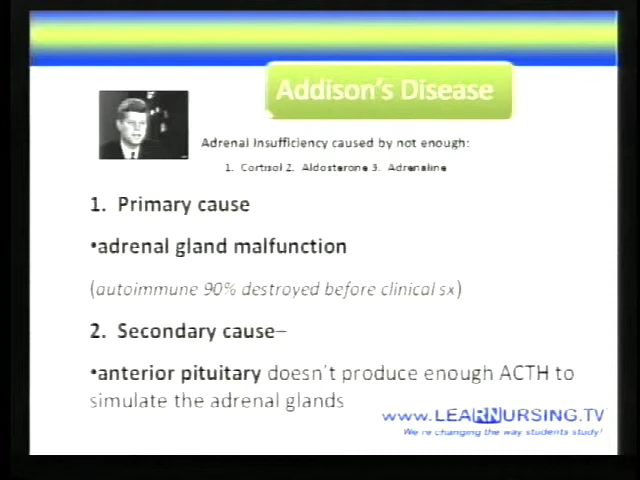 Addison's Disease
Adrenal Insufficiency caused by not enough:
1. Cortisol 2. Aldosterone 3. Adrenaline
1. Primary cause
•adrenal gland malfunction
(autoimmune 90% destroyed before clinical sx)
2. Secondary cause–
•anterior pituitary doesn't produce enough ACTH to
simulate the adrenal glands
www.LEARNURSING.TV
We're changing the way students study!